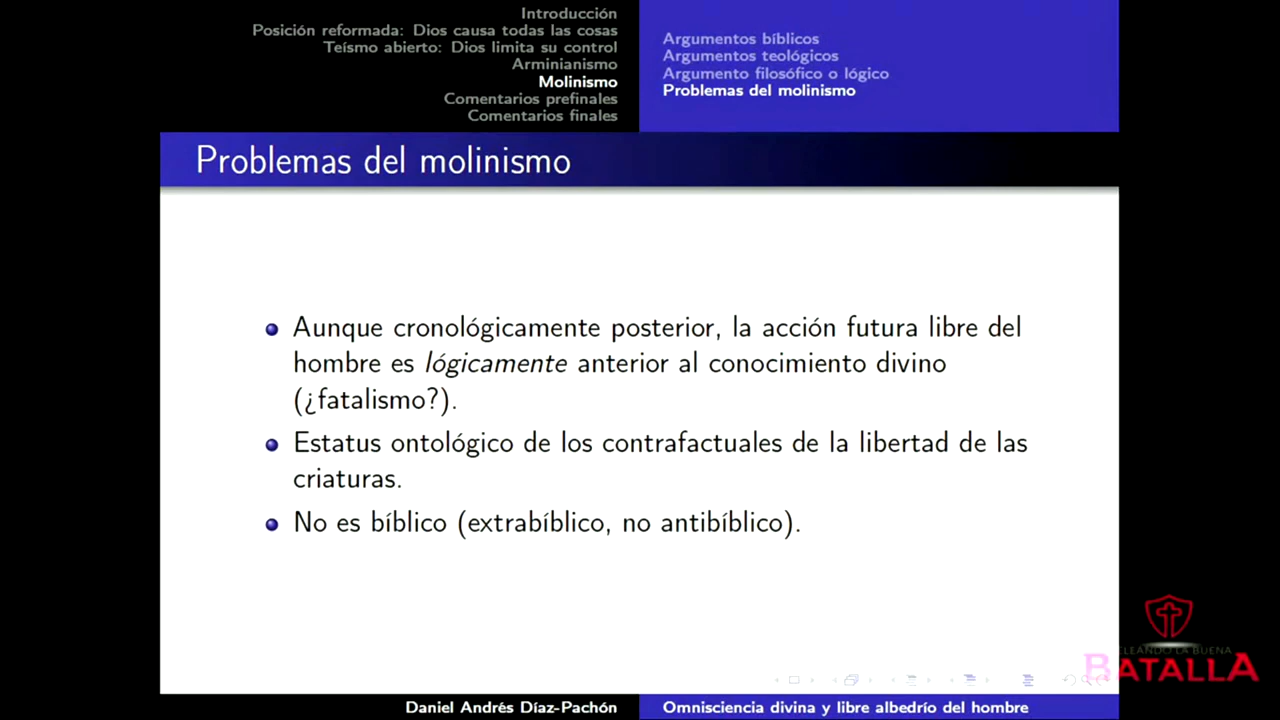 Introducción
Posición reformada: Dios causa todas las cosas
Teísmo abierto: Dios limita su control
Arminianismo
Molinismo
Comentarios prefinales
Comentarios finales
Argumentos bíblicos
Argumentos teológicos
Argumento filosófico o lógico
Problemas del molinismo
Problemas del molinismo
Aunque cronológicamente posterior, la acción futura libre del
hombre es lógicamente anterior al conocimiento divino
(¿fatalismo?).
Estatus ontológico de los contrafactuales de la libertad de las
criaturas.
No es bíblico (extrabíblico, no antibíblico).
LA BUENA
BATALLA
Daniel Andrés Díaz-Pachón
Omnisciencia divina y libre albedrío del hombre